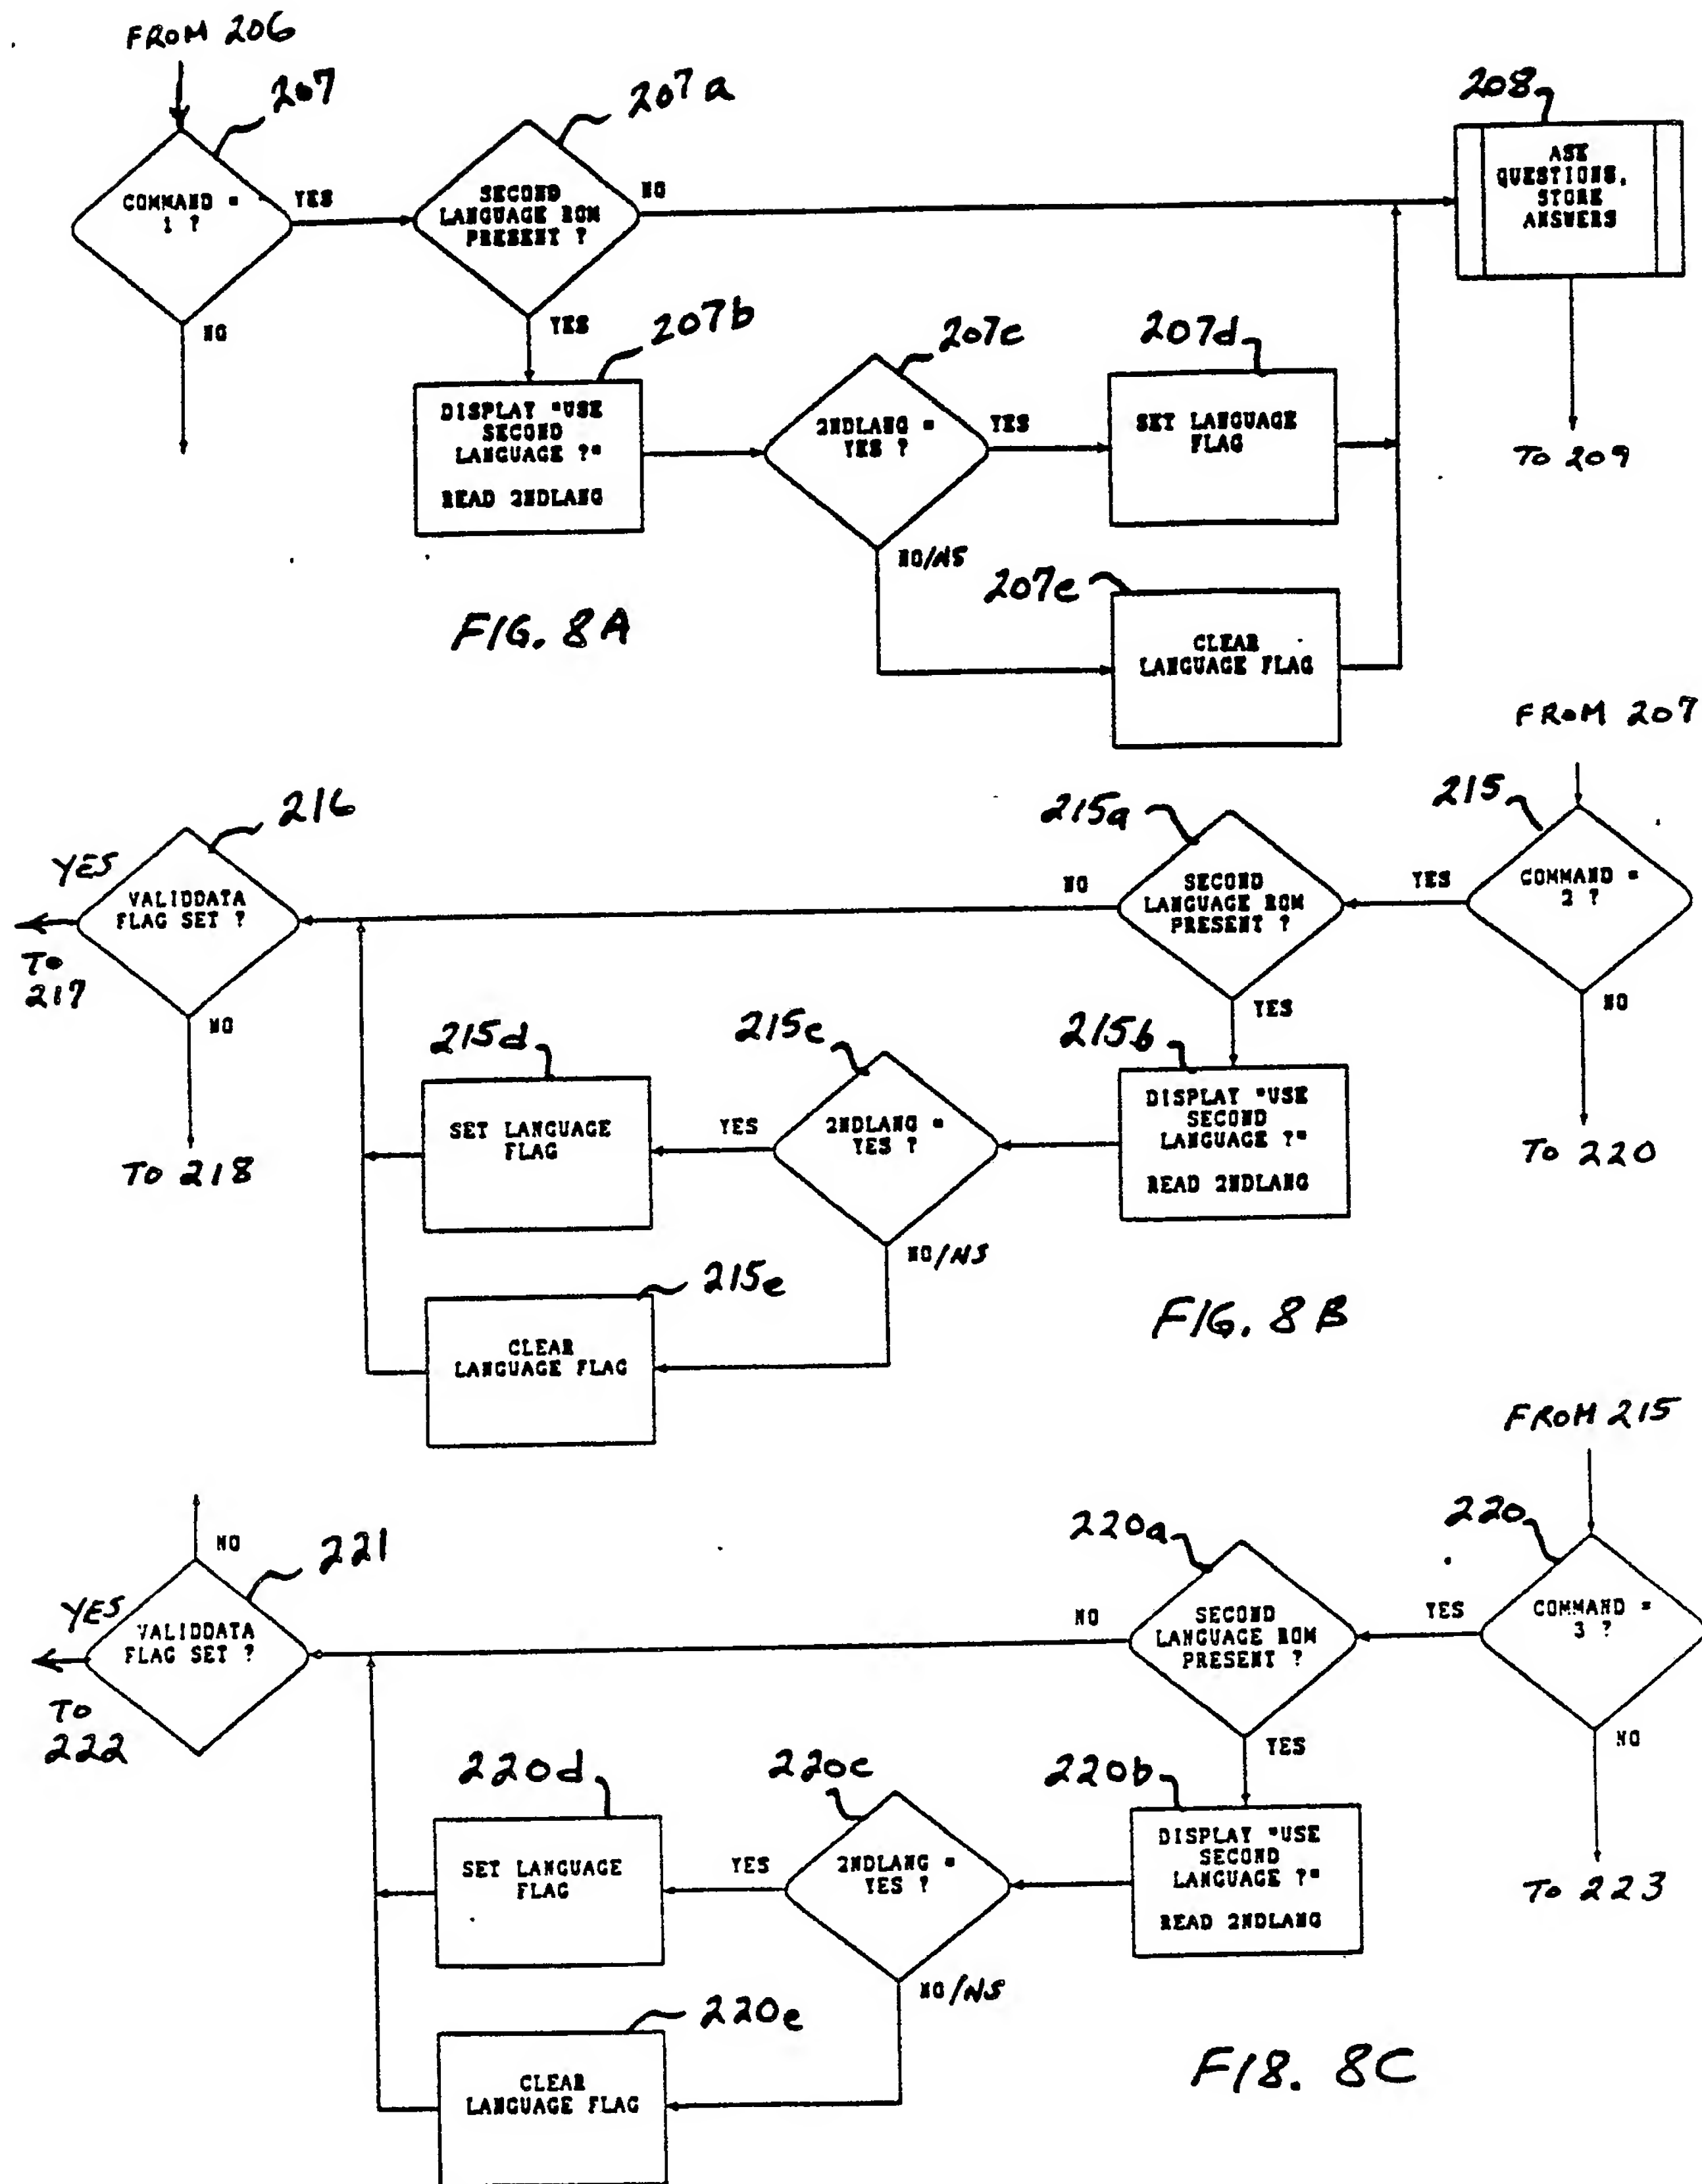 FROM 206
207
207a
208
COMMAND =
1 ?
YES
NO
SECOND
LANGUAGE ROM
PRESENT ?
NO
YES
ASK
QUESTIONS,
STORE
ANSWERS
TO 209
207b
DISPLAY "USE
SECOND
LANGUAGE ?"
READ 2NDLANG
207c
2NDLANG =
YES ?
YES
NO/NS
207d
SET LANGUAGE
FLAG
207e
CLEAR
LANGUAGE FLAG
FIG. 8A
FROM 207
215
COMMAND =
2 ?
YES
NO
TO 220
215a
SECOND
LANGUAGE ROM
PRESENT ?
NO
YES
216
VALIDDATA
FLAG SET ?
YES
TO
217
NO
TO 218
215b
DISPLAY "USE
SECOND
LANGUAGE ?"
READ 2NDLANG
215c
2NDLANG =
YES ?
YES
NO/NS
215d
SET LANGUAGE
FLAG
215e
CLEAR
LANGUAGE FLAG
FIG. 8B
FROM 215
220
COMMAND =
3 ?
YES
NO
TO 223
220a
SECOND
LANGUAGE ROM
PRESENT ?
NO
YES
221
VALIDDATA
FLAG SET ?
NO
YES
TO
222
220b
DISPLAY "USE
SECOND
LANGUAGE ?"
READ 2NDLANG
220c
2NDLANG =
YES ?
YES
NO/NS
220d
SET LANGUAGE
FLAG
220e
CLEAR
LANGUAGE FLAG
FI8. 8C